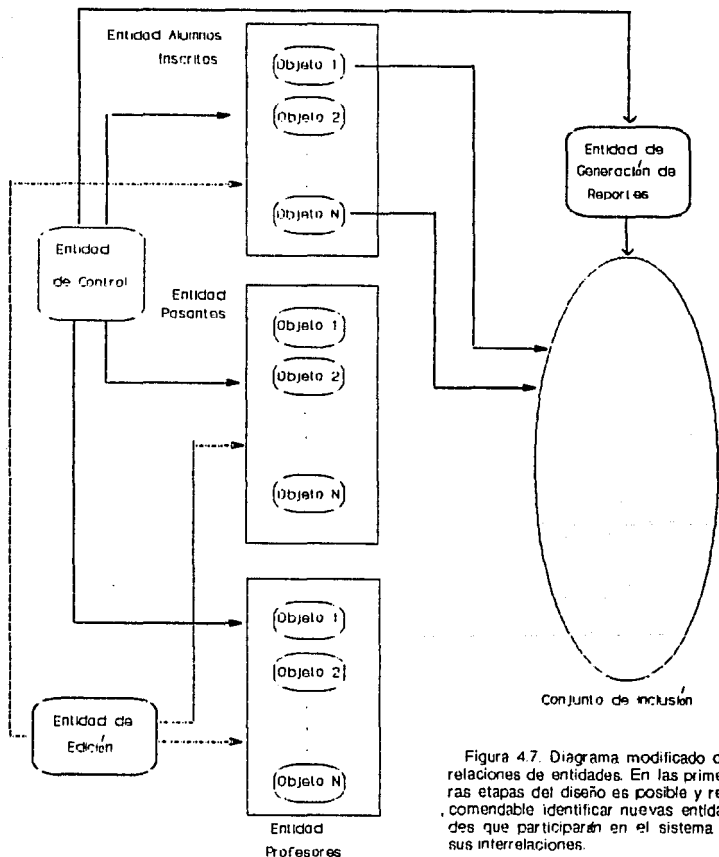 Entidad Alumnos
Inscritos
Objeto 1
Objeto 2
Objeto N
Entidad de
Generación de
Reportes
Entidad
de Control
Entidad
Pasantes
Objeto 1
Objeto 2
Objeto N
Objeto 1
Objeto 2
Objeto N
Entidad
Profesores
Entidad de
Edición
Conjunto de inclusión
Figura 4.7. Diagrama modificado
relaciones de entidades. En las prime
ras etapas del diseño es posible y re
comendable identificar nuevas entida
des que participarán en el sistema
sus interrelaciones.